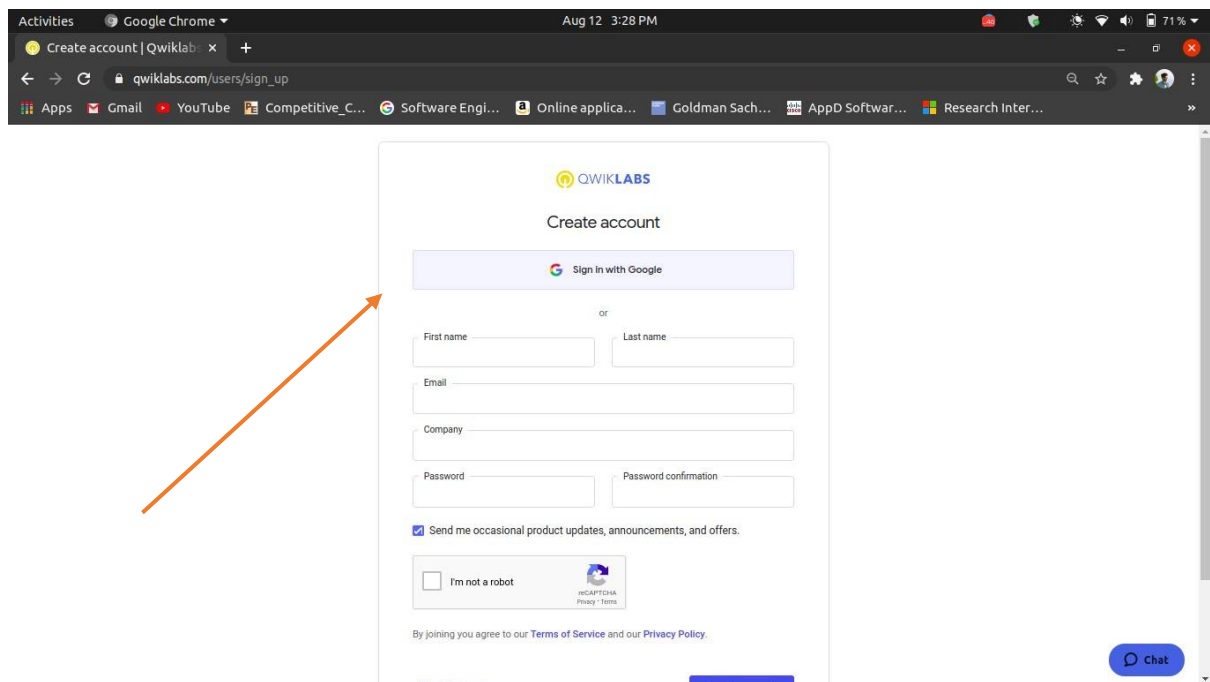 Activities Google Chrome Aug 12 3:28 PM 71 %
Create account | Qwiklab
qwiklabs.com/users/sign_up
Apps Gmail YouTube Competitive_C... Software Engi... Online applica... Goldman Sach... AppD Softwar... Research Inter... »
QWIKLABS
Create account
Sign in with Google
or
First name Last name
Email
Company
Password Password confirmation
Send me occasional product updates, announcements, and offers.
I'm not a robot
reCAPTCHA
Privacy - Terms
By joining you agree to our Terms of Service and our Privacy Policy.
Chat